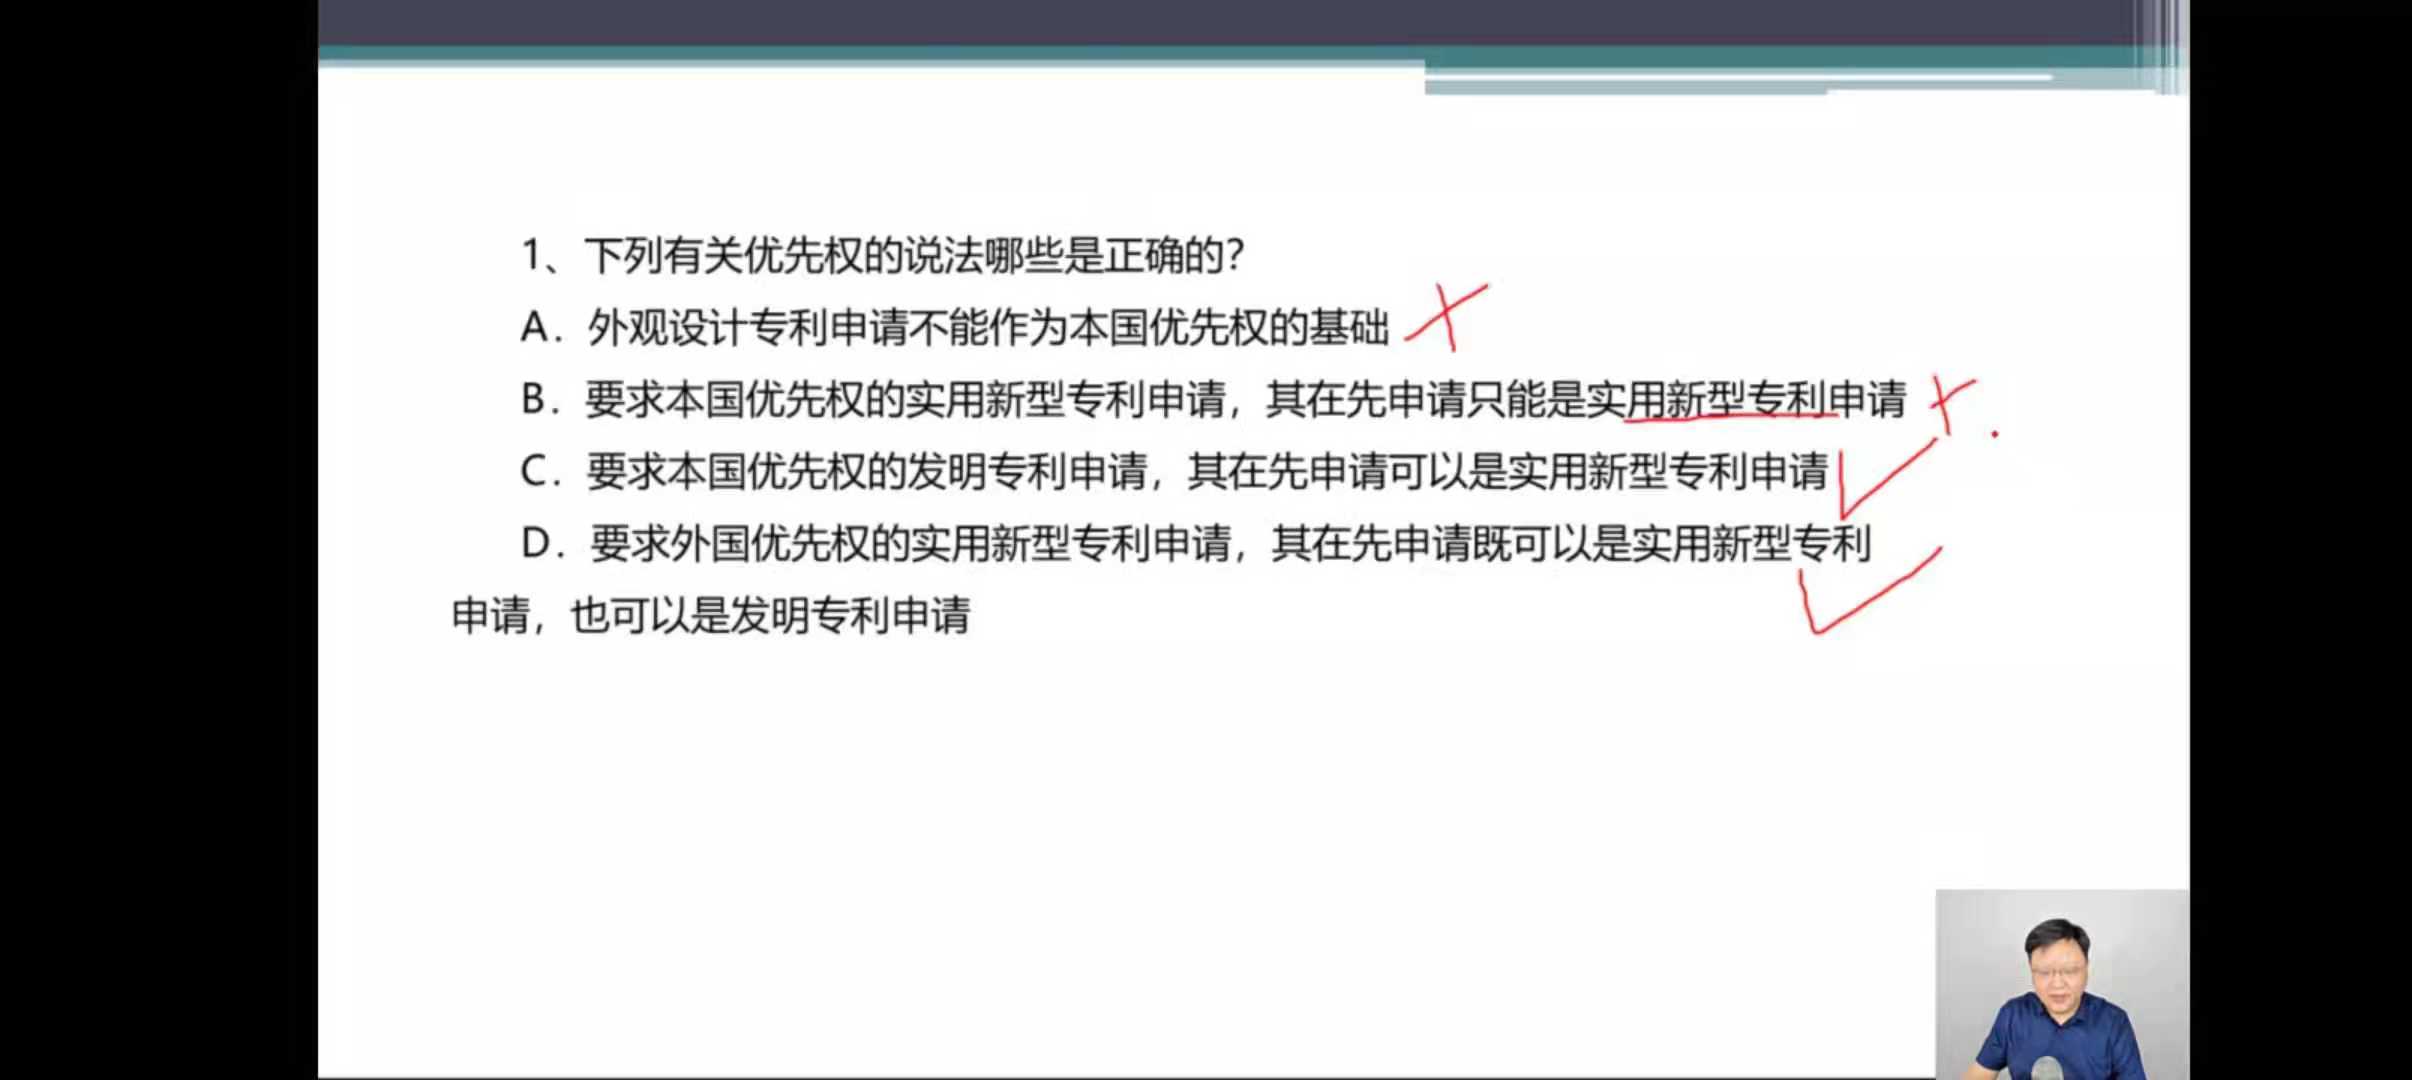 1、下列有关优先权的说法哪些是正确的?
A. 外观设计专利申请不能作为本国优先权的基础
B. 要求本国优先权的实用新型专利申请，其在先申请只能是实用新型专利申请
C. 要求本国优先权的发明专利申请，其在先申请可以是实用新型专利申请
D. 要求外国优先权的实用新型专利申请，其在先申请既可以是实用新型专利
申请，也可以是发明专利申请